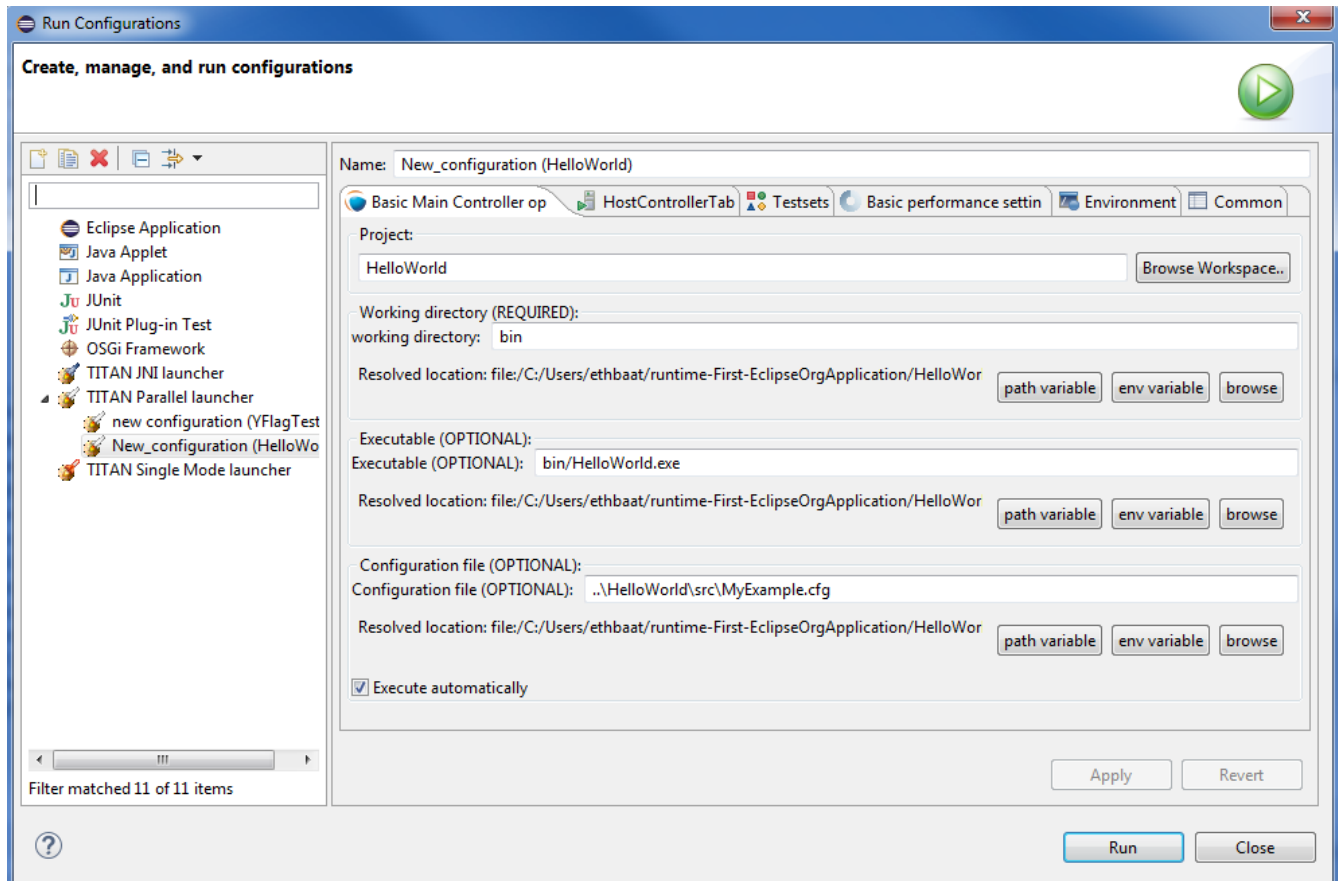 Run Configurations
Create, manage, and run configurations
Name: New_configuration (HelloWorld)
Basic Main Controller op HostControllerTab Testsets Basic performance settin Environment Common
Eclipse Application
Java Applet
Java Application
JUnit
JUnit Plug-in Test
OSGi Framework
TITAN JNI launcher
TITAN Parallel launcher
new configuration (YFlagTest
New_configuration (HelloWo
TITAN Single Mode launcher
Filter matched 11 of 11 items
Project:
HelloWorld Browse Workspace..
Working directory (REQUIRED):
working directory: bin
Resolved location: file:/C:/Users/ethbaat/runtime-First-EclipseOrgApplication/HelloWor path variable env variable browse
Executable (OPTIONAL):
Executable (OPTIONAL): bin/HelloWorld.exe
Resolved location: file:/C:/Users/ethbaat/runtime-First-EclipseOrgApplication/HelloWor path variable env variable browse
Configuration file (OPTIONAL):
Configuration file (OPTIONAL): ..\HelloWorld\src\MyExample.cfg
Resolved location: file:/C:/Users/ethbaat/runtime-First-EclipseOrgApplication/HelloWor path variable env variable browse
Execute automatically
Apply Revert
Run Close